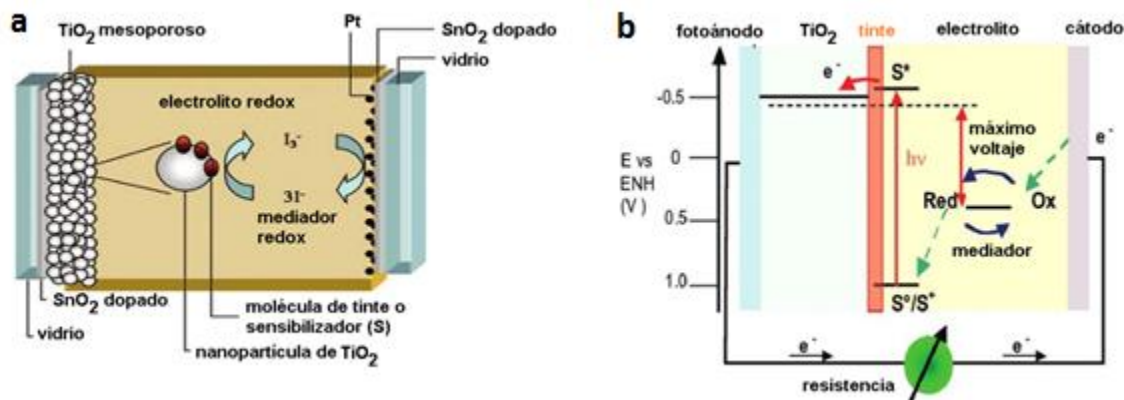 a
TiO2 mesoporoso
Pt
SnO2 dopado
vidrio
electrolito redox
I3-
3I-
mediador
redox
SnO2 dopado
vidrio
molécula de tinte o
sensibilizador (S)
nanopartícula de TiO2
b
fotoánodo TiO2 tinte electrolito cátodo
e-
S*
-0.5
máximo
voltaje
e-
E vs
ENH
(V )
0
hν
Red Ox
0.5
mediador
1.0
S°/S+
e-
e-
resistencia